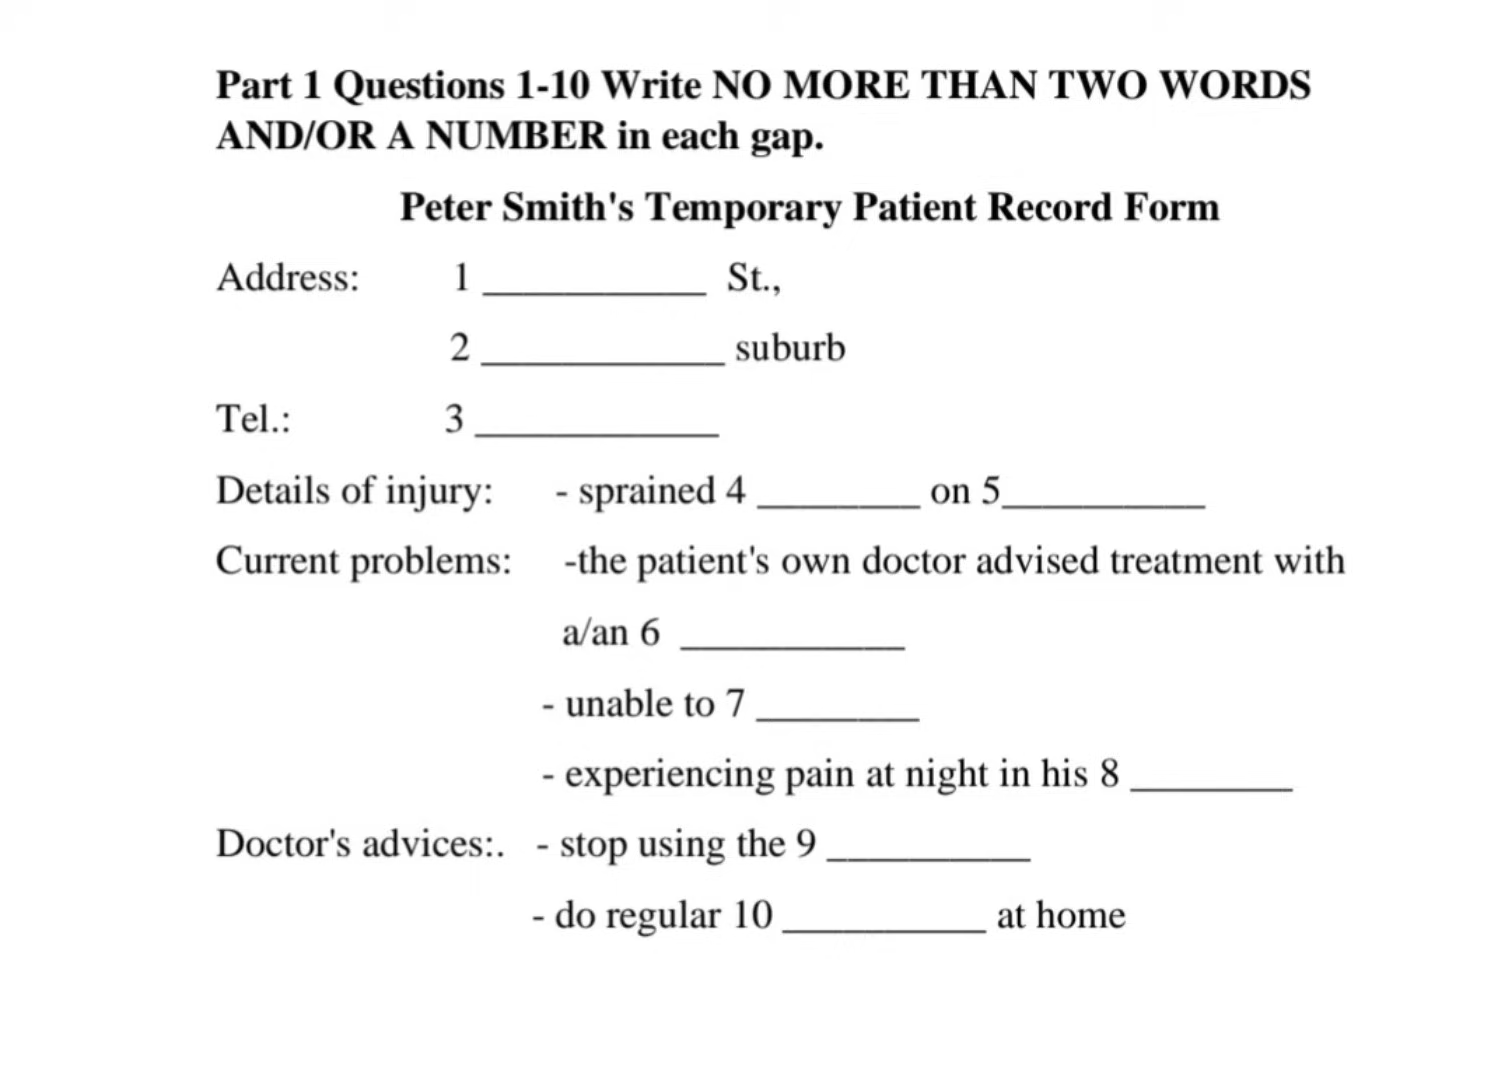 Part 1 Questions 1-10 Write NO MORE THAN TWO WORDS
AND/OR A NUMBER in each gap.
Peter Smith's Temporary Patient Record Form
Address: 1 ___________ St.,
2 ____________ suburb
Tel.: 3 ____________
Details of injury: - sprained 4 ________ on 5__________
Current problems: -the patient's own doctor advised treatment with
a/an 6 ___________
- unable to 7 ________
- experiencing pain at night in his 8 ________
Doctor's advices:. - stop using the 9 __________
- do regular 10 __________ at home